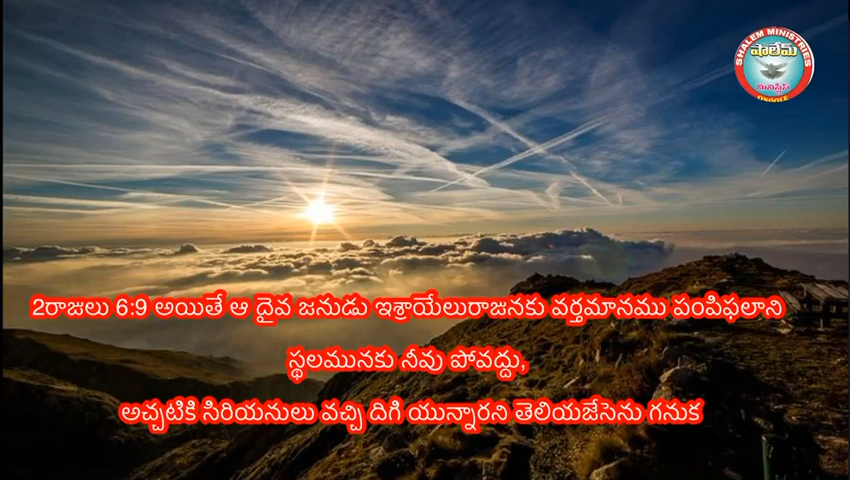 SHALEM MINISTRIES
షాలేమ్
మినిస్ట్రీస్
ONGOLE
2రాజులు 6:9 అయితే ఆ దైవ జనుడు ఇశ్రాయేలురాజునకు వర్తమానము పంపిఫలాని
స్థలమునకు నీవు పోవద్దు,
అచ్చటికి సిరియనులు వచ్చి దిగి యున్నారని తెలియజేసెను గనుక